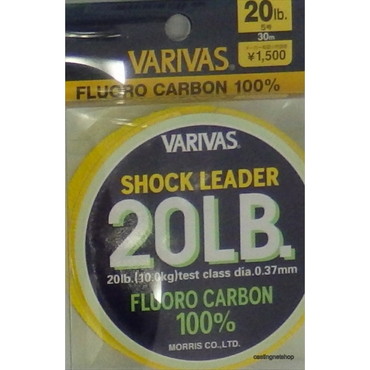 20lb.
5号
30m
VARIVAS
¥1,500
FLUORO CARBON 100%
VARIVAS
SHOCK LEADER
20LB.
20lb.(10.0kg)test class dia.0.37mm
FLUORO CARBON
100%
MORRIS CO.,LTD.
castingnetshop